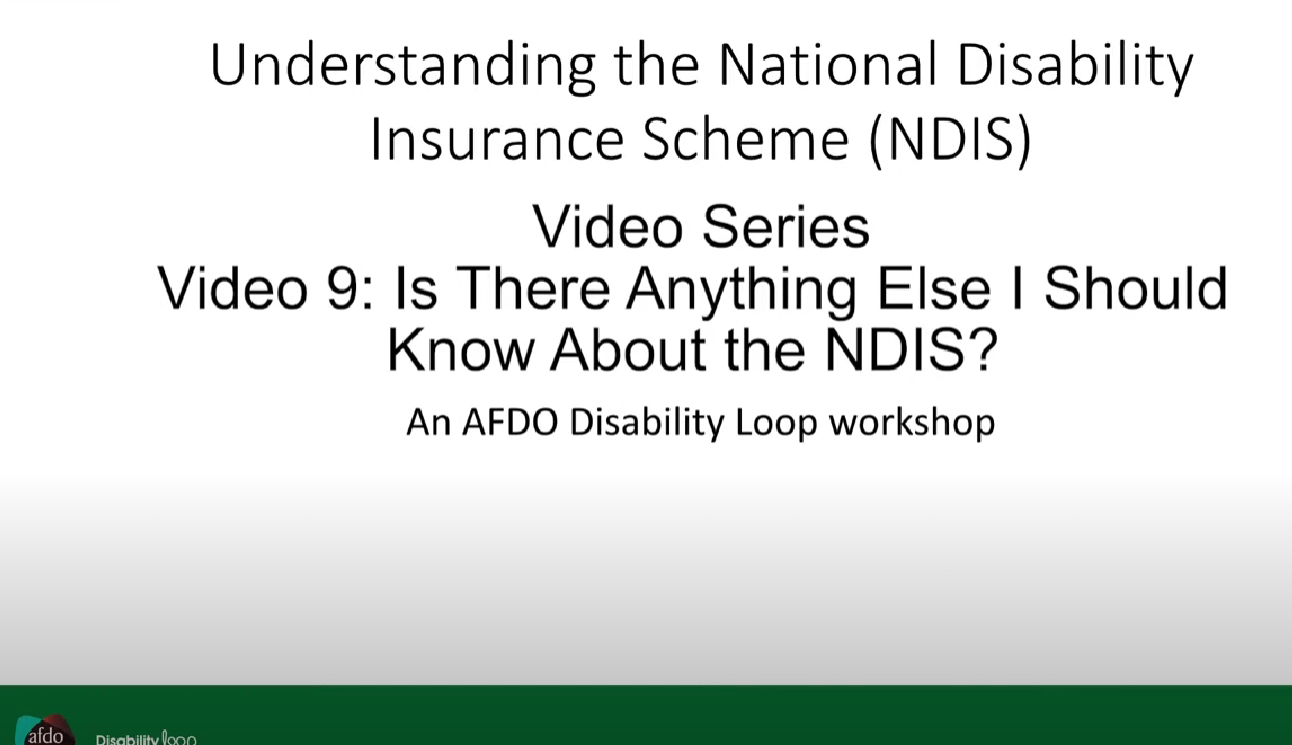 Understanding the National Disability
Insurance Scheme (NDIS)
Video Series
Video 9: Is There Anything Else I Should
Know About the NDIS?
An AFDO Disability Loop workshop
afdo
Disability loop